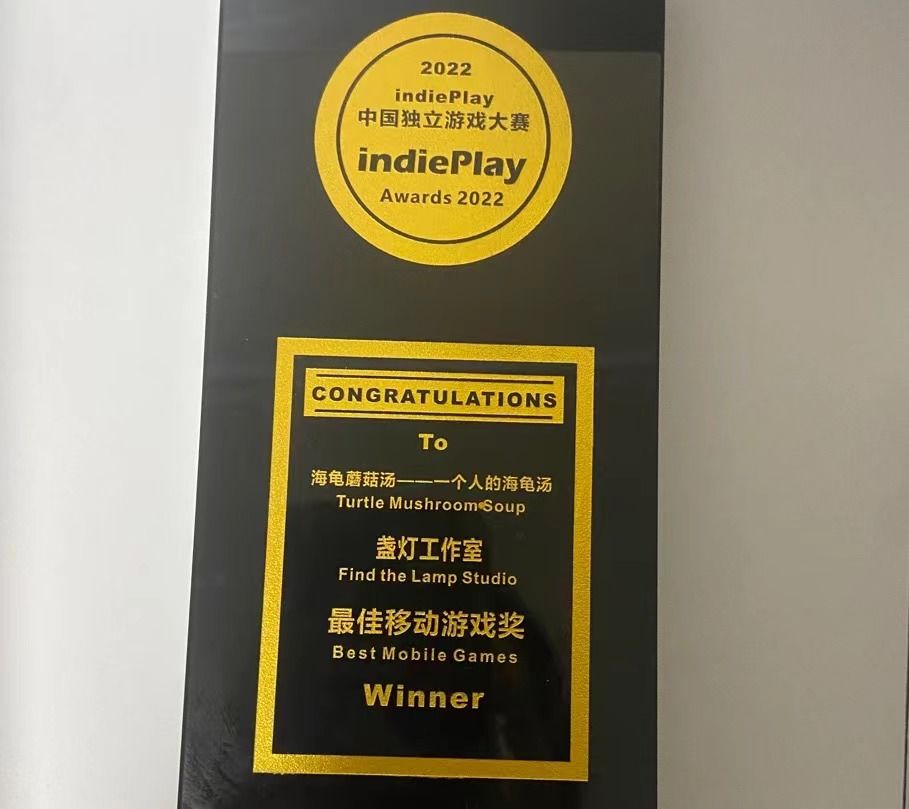 2022
indiePlay
中国独立游戏大赛
indiePlay
Awards 2022
CONGRATULATIONS
To
海龟蘑菇汤——一个人的海龟汤
Turtle Mushroom Soup
盏灯工作室
Find the Lamp Studio
最佳移动游戏奖
Best Mobile Games
Winner